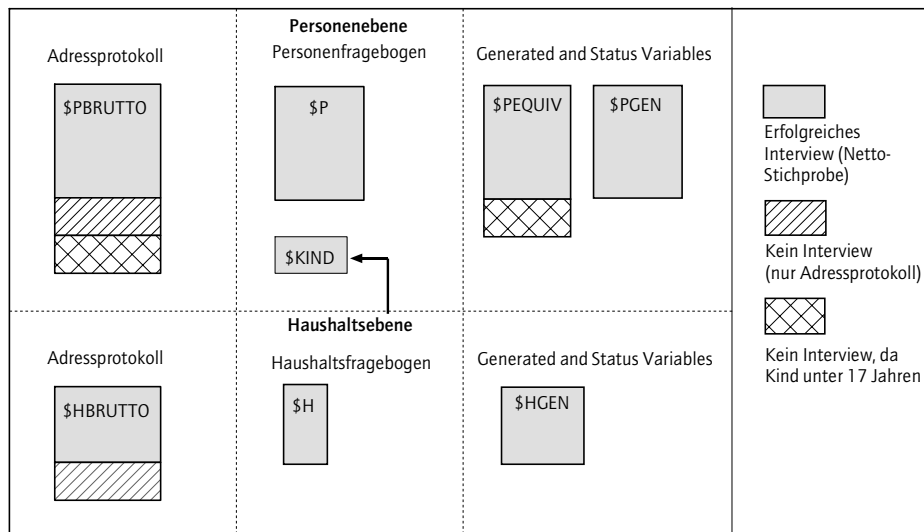 Personenebene
Adressprotokoll
Personenfragebogen
Generated and Status Variables
$PBRUTTO
$P
$PEQUIV
$PGEN
$KIND
Haushaltsebene
Adressprotokoll
Haushaltsfragebogen
Generated and Status Variables
$HBRUTTO
$H
$HGEN
Erfolgreiches
Interview (Netto-
Stichprobe)
Kein Interview
(nur Adressprotokoll)
Kein Interview, da
Kind unter 17 Jahren